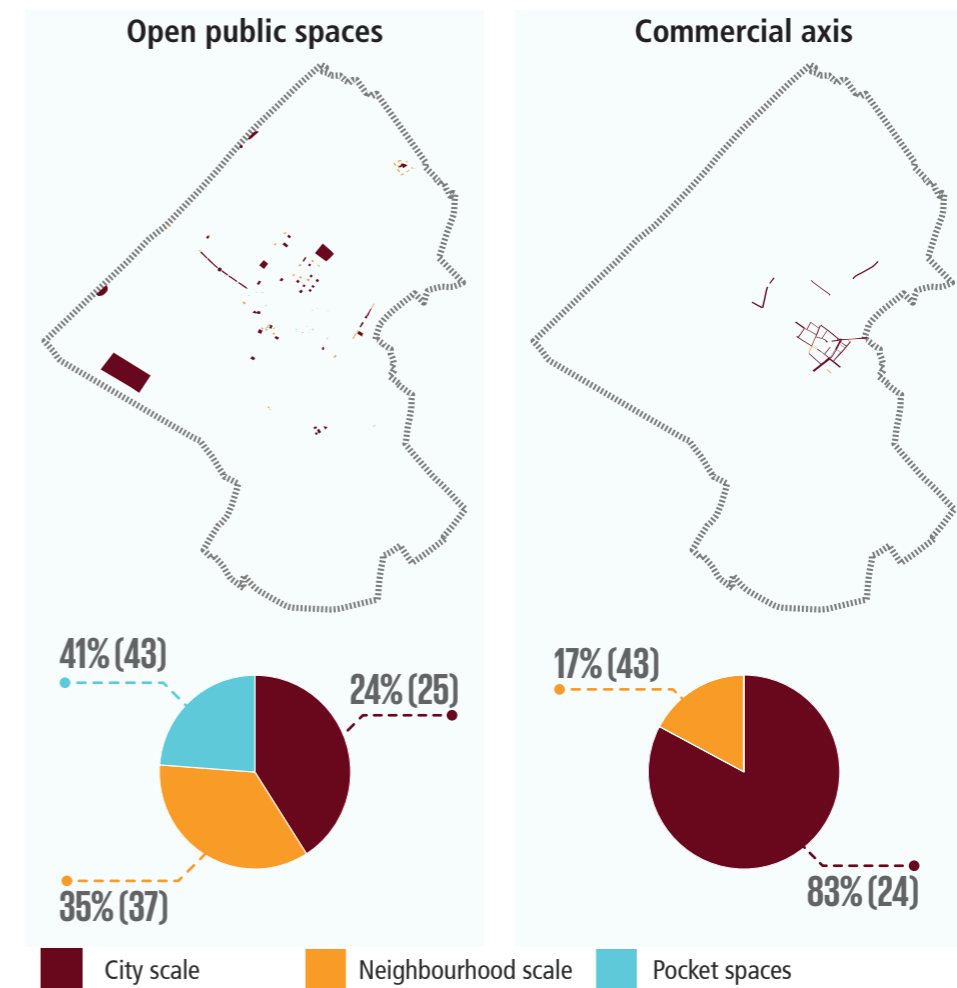 Open public spaces
Commercial axis
41% (43)
24% (25)
35% (37)
17% (43)
83% (24)
City scale
Neighbourhood scale
Pocket spaces